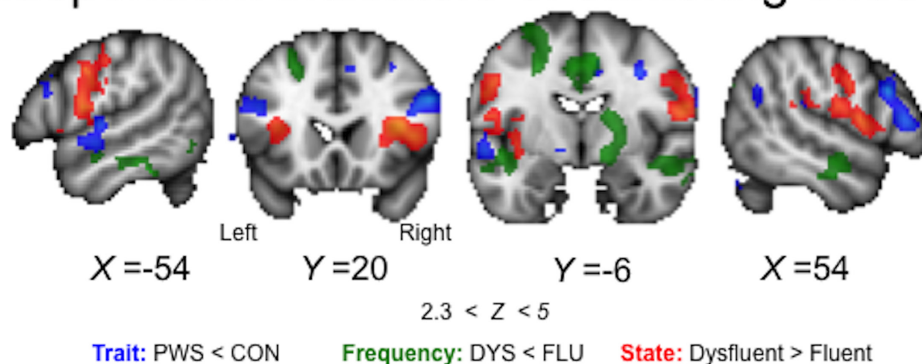 Left Right
X =-54 Y =20 Y =-6 X =54
2.3 < Z < 5
Trait: PWS < CON Frequency: DYS < FLU State: Dysfluent > Fluent